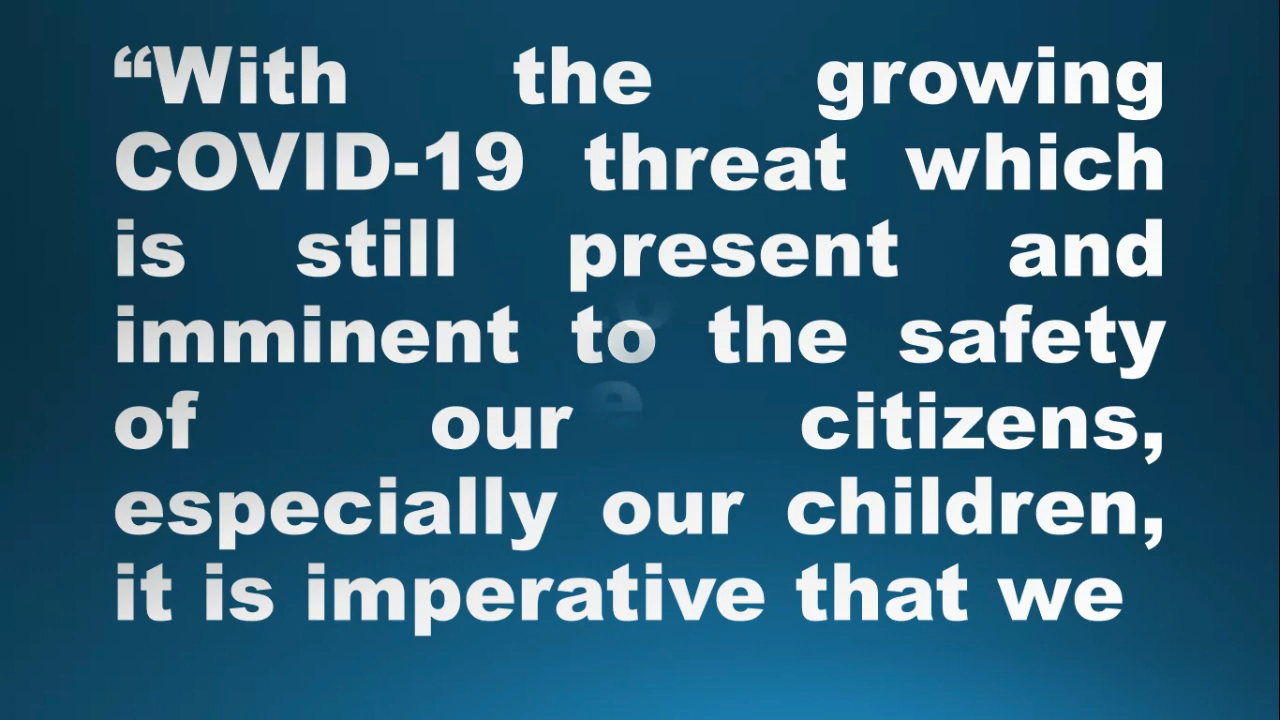 “With the growing
COVID-19 threat which
is still present and
imminent to the safety
of our citizens,
especially our children,
it is imperative that we